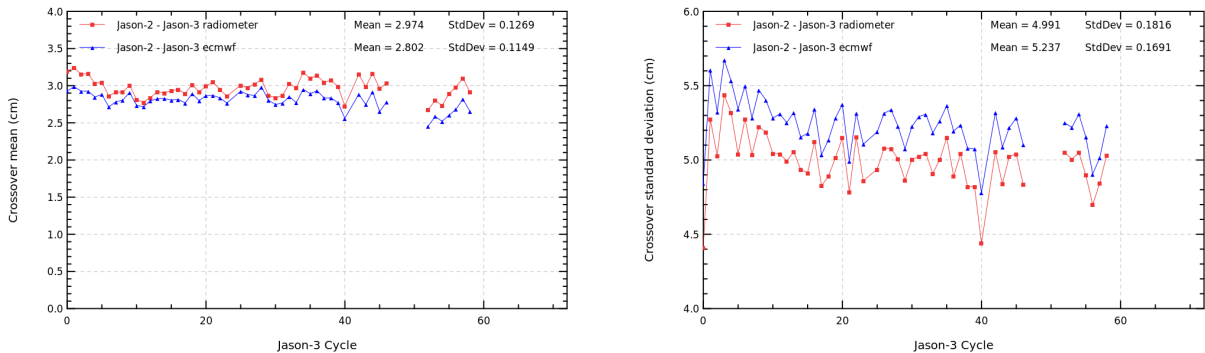 4.0
3.5
3.0
2.5
2.0
1.5
1.0
0.5
0.0
Crossover mean (cm)
Jason-2 - Jason-3 radiometer Mean = 2.974 StdDev = 0.1269
Jason-2 - Jason-3 ecmwf Mean = 2.802 StdDev = 0.1149
0 20 40 60
Jason-3 Cycle
6.0
5.5
5.0
4.5
4.0
Crossover standard deviation (cm)
Jason-2 - Jason-3 radiometer Mean = 4.991 StdDev = 0.1816
Jason-2 - Jason-3 ecmwf Mean = 5.237 StdDev = 0.1691
0 20 40 60
Jason-3 Cycle